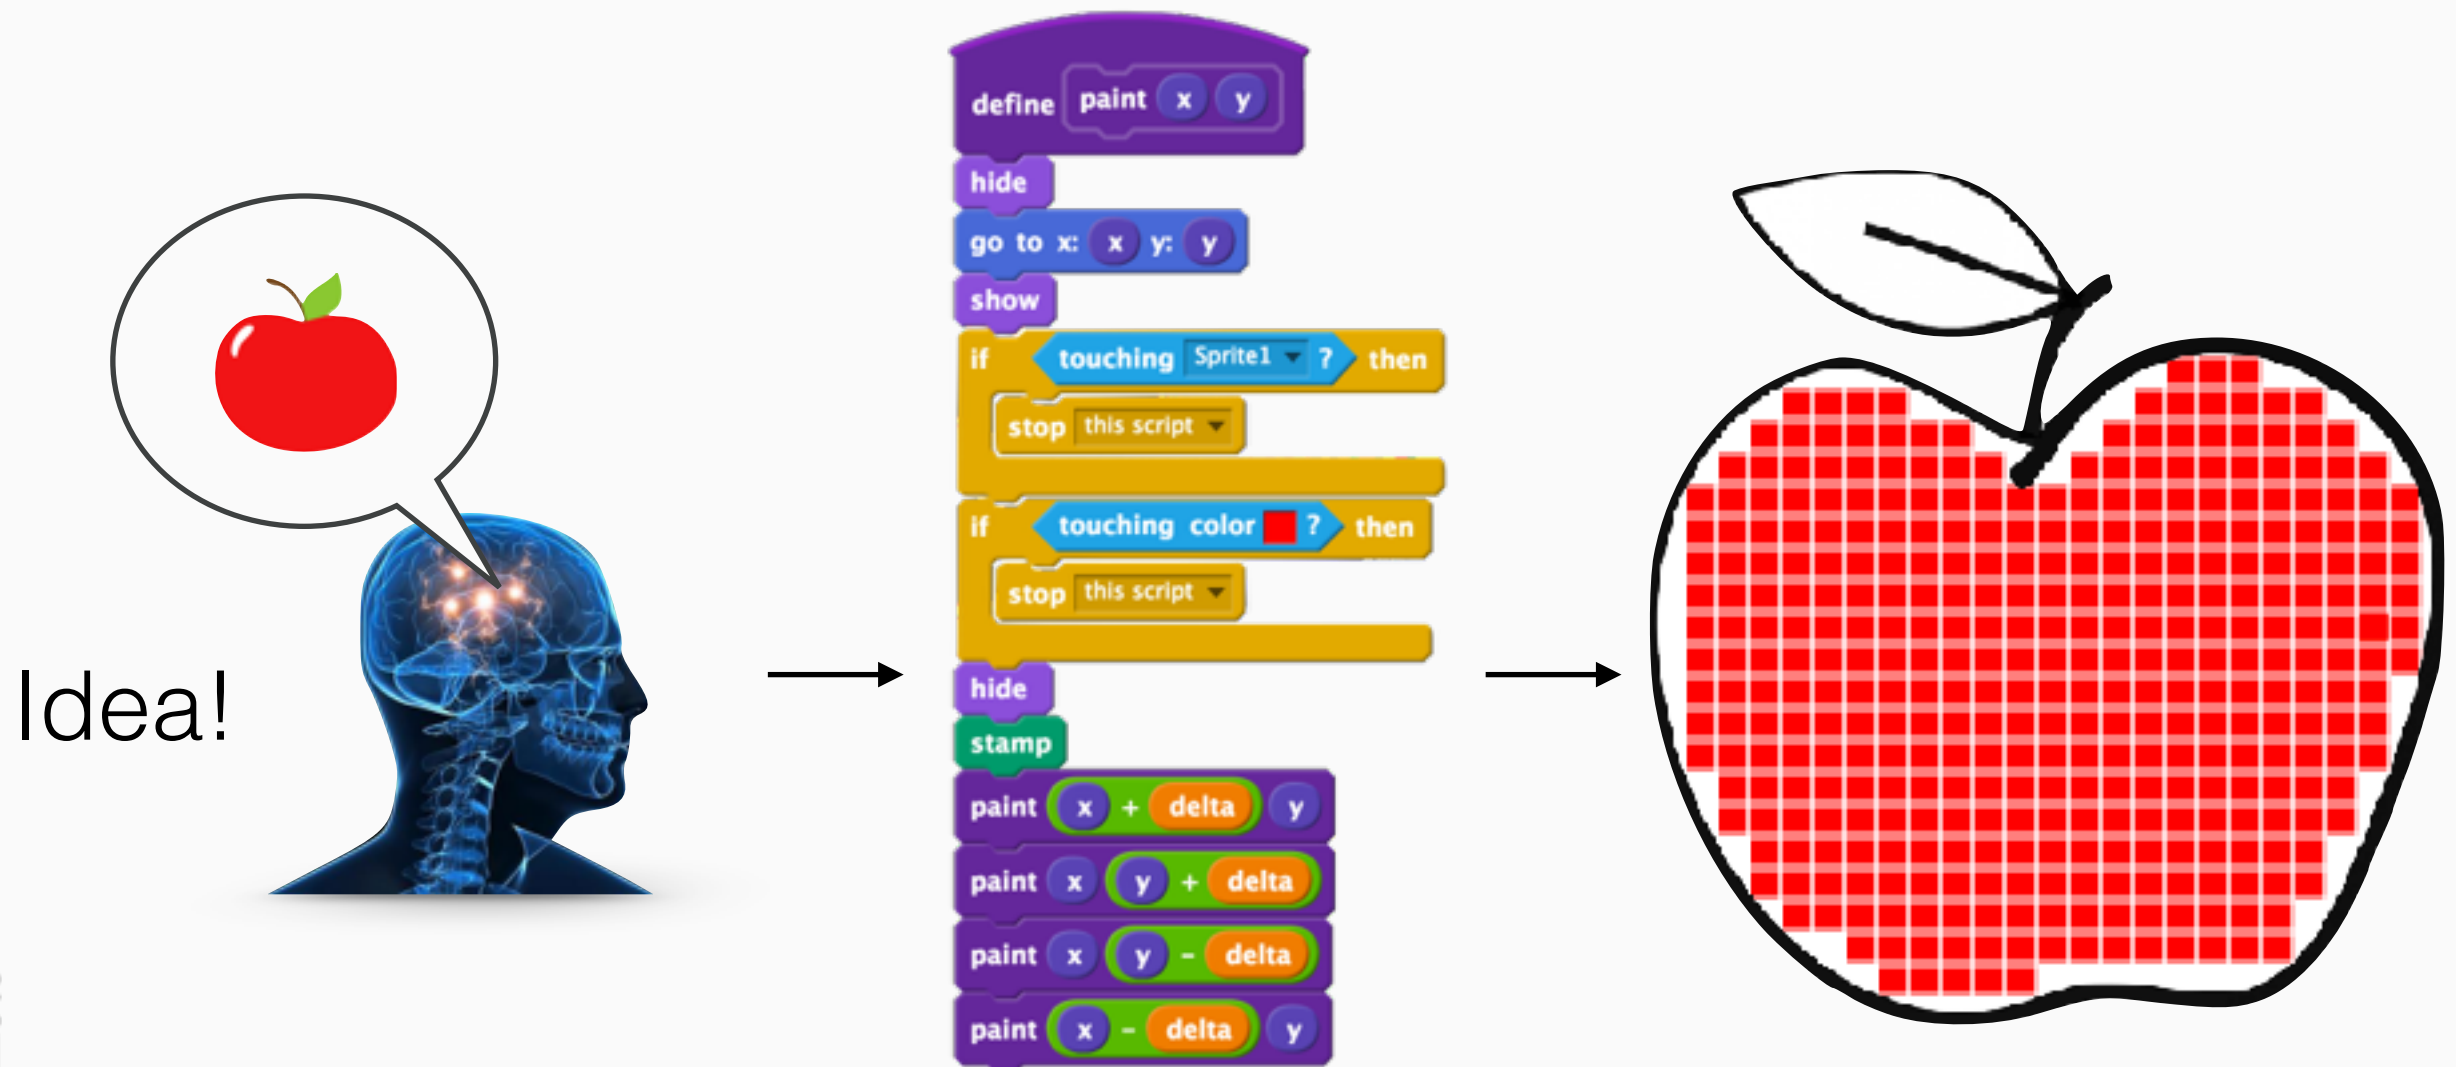 Idea!
define paint x y
hide
go to x: x y: y
show
if touching Sprite1 ? then
stop this script
if touching color ? then
stop this script
hide
stamp
paint x + delta y
paint x y + delta
paint x y - delta
paint x - delta y